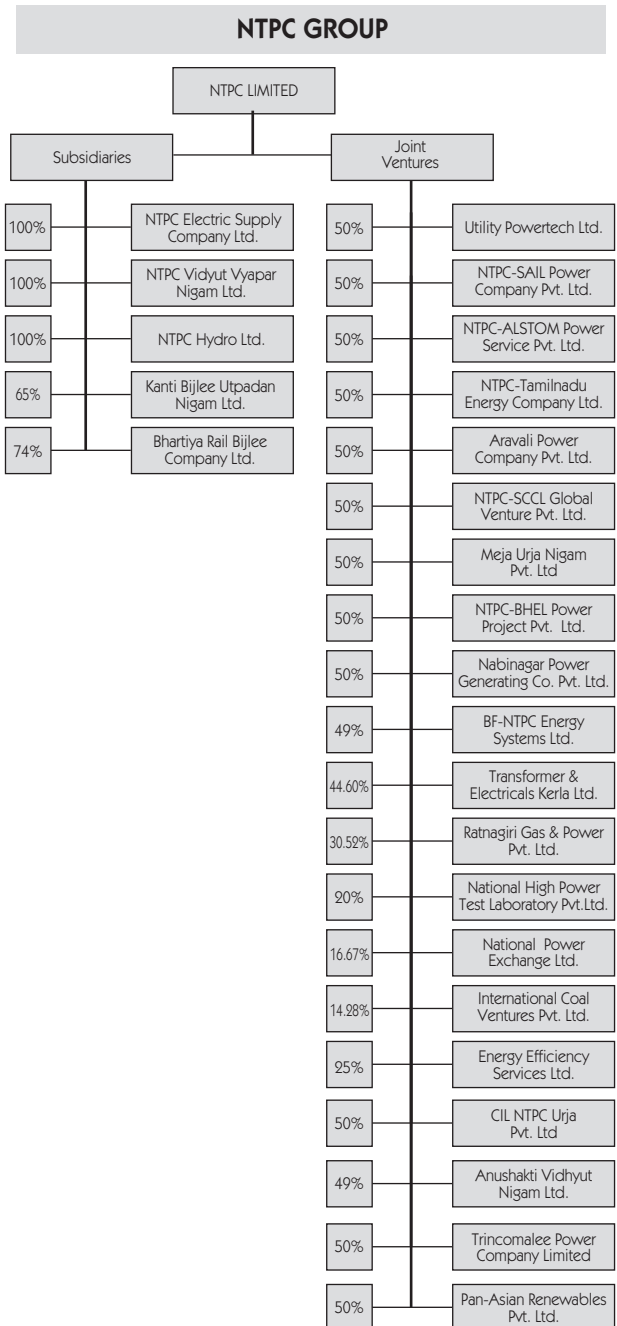 NTPC GROUP
NTPC LIMITED
Subsidiaries
Joint
Ventures
100%
NTPC Electric Supply
Company Ltd.
100%
NTPC Vidyut Vyapar
Nigam Ltd.
100%
NTPC Hydro Ltd.
65%
Kanti Bijlee Utpadan
Nigam Ltd.
74%
Bhartiya Rail Bijlee
Company Ltd.
50%
Utility Powertech Ltd.
50%
NTPC-SAIL Power
Company Pvt. Ltd.
50%
NTPC-ALSTOM Power
Service Pvt. Ltd.
50%
NTPC-Tamilnadu
Energy Company Ltd.
50%
Aravali Power
Company Pvt. Ltd.
50%
NTPC-SCCL Global
Venture Pvt. Ltd.
50%
Meja Urja Nigam
Pvt. Ltd
50%
NTPC-BHEL Power
Project Pvt. Ltd.
50%
Nabinagar Power
Generating Co. Pvt. Ltd.
49%
BF-NTPC Energy
Systems Ltd.
44.60%
Transformer &
Electricals Kerla Ltd.
30.52%
Ratnagiri Gas & Power
Pvt. Ltd.
20%
National High Power
Test Laboratory Pvt.Ltd.
16.67%
National Power
Exchange Ltd.
14.28%
International Coal
Ventures Pvt. Ltd.
25%
Energy Efficiency
Services Ltd.
50%
CIL NTPC Urja
Pvt. Ltd
49%
Anushakti Vidhyut
Nigam Ltd.
50%
Trincomalee Power
Company Limited
50%
Pan-Asian Renewables
Pvt. Ltd.